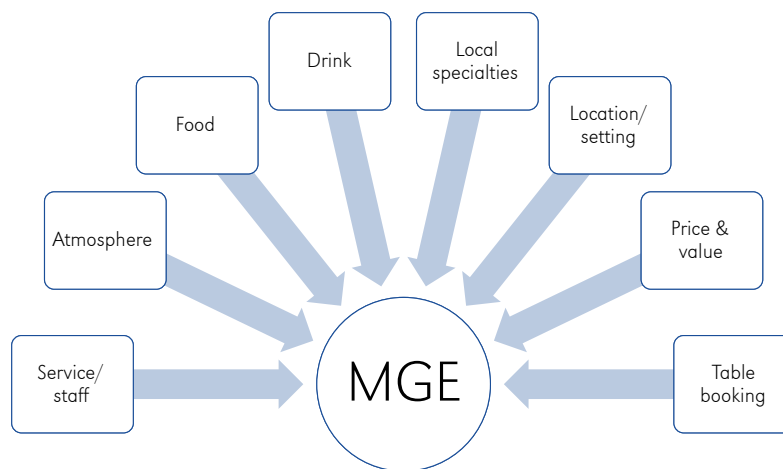 Drink
Local
specialties
Food
Location/
setting
Atmosphere
Price &
value
Service/
staff
MGE
Table
booking